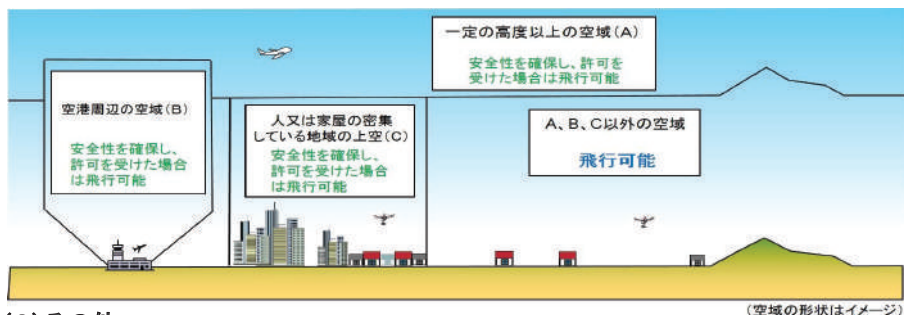 一定の高度以上の空域(A)
安全性を確保し、許可を
受けた場合は飛行可能
空港周辺の空域(B)
安全性を確保し、
許可を受けた場合
は飛行可能
人又は家屋の密集
している地域の上空(C)
安全性を確保し、
許可を受けた場合
は飛行可能
A、B、C以外の空域
飛行可能
(空域の形状はイメージ)